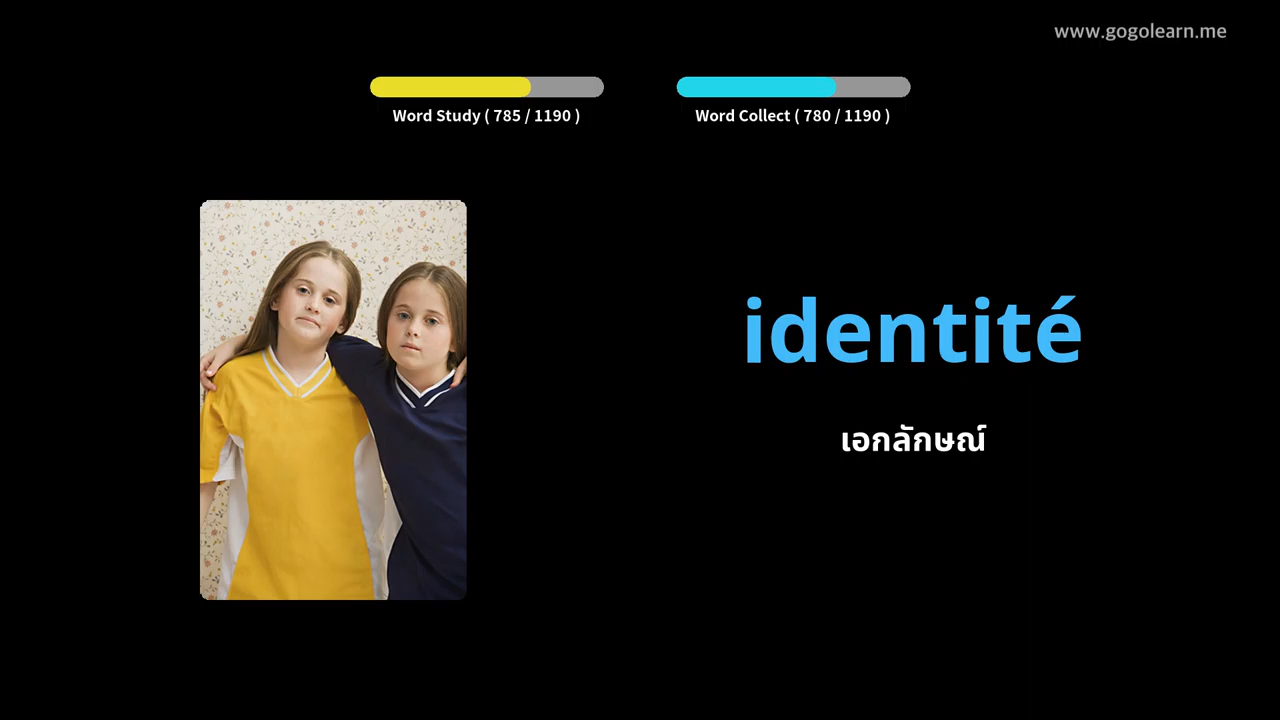 www.gogolearn.me
Word Study ( 785 / 1190 )
Word Collect ( 780 / 1190 )
identité
เอกลักษณ์